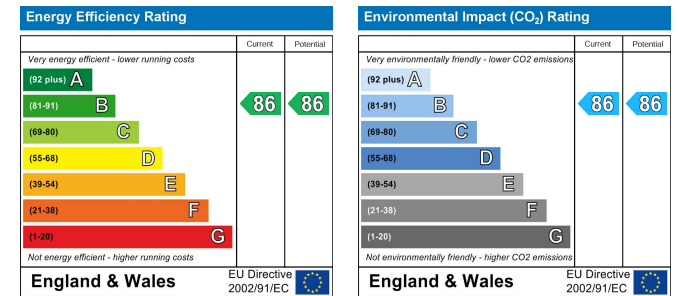 Energy Efficiency Rating
Current Potential
Very energy efficient - lower running costs
(92 plus) A
(81-91) B 86 86
(69-80) C
(55-68) D
(39-54) E
(21-38) F
(1-20) G
Not energy efficient - higher running costs
England & Wales
EU Directive
2002/91/EC
Environmental Impact (CO₂) Rating
Current Potential
Very environmentally friendly - lower CO2 emissions
(92 plus) A
(81-91) B 86 86
(69-80) C
(55-68) D
(39-54) E
(21-38) F
(1-20) G
Not environmentally friendly - higher CO2 emissions
England & Wales
EU Directive
2002/91/EC